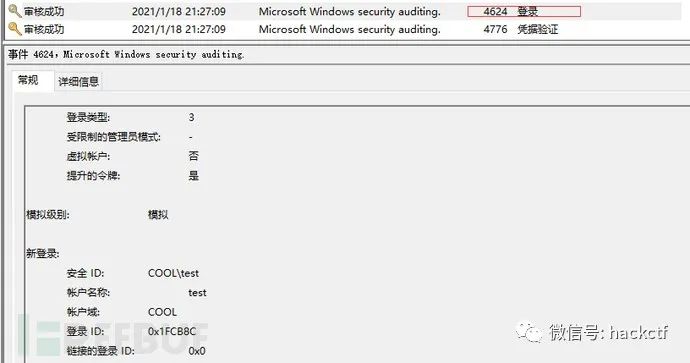 审核成功 2021/1/18 21:27:09 Microsoft Windows security auditing. 4624 登录
审核成功 2021/1/18 21:27:09 Microsoft Windows security auditing. 4776 凭据验证
事件 4624，Microsoft Windows security auditing.
常规 详细信息
登录类型: 3
受限制的管理员模式: -
虚拟帐户: 否
提升的令牌: 是
模拟级别: 模拟
新登录:
安全 ID: COOL\test
帐户名称: test
帐户域: COOL
登录 ID: 0x1FCB8C
链接的登录 ID: 0x0
微信号: hackctf